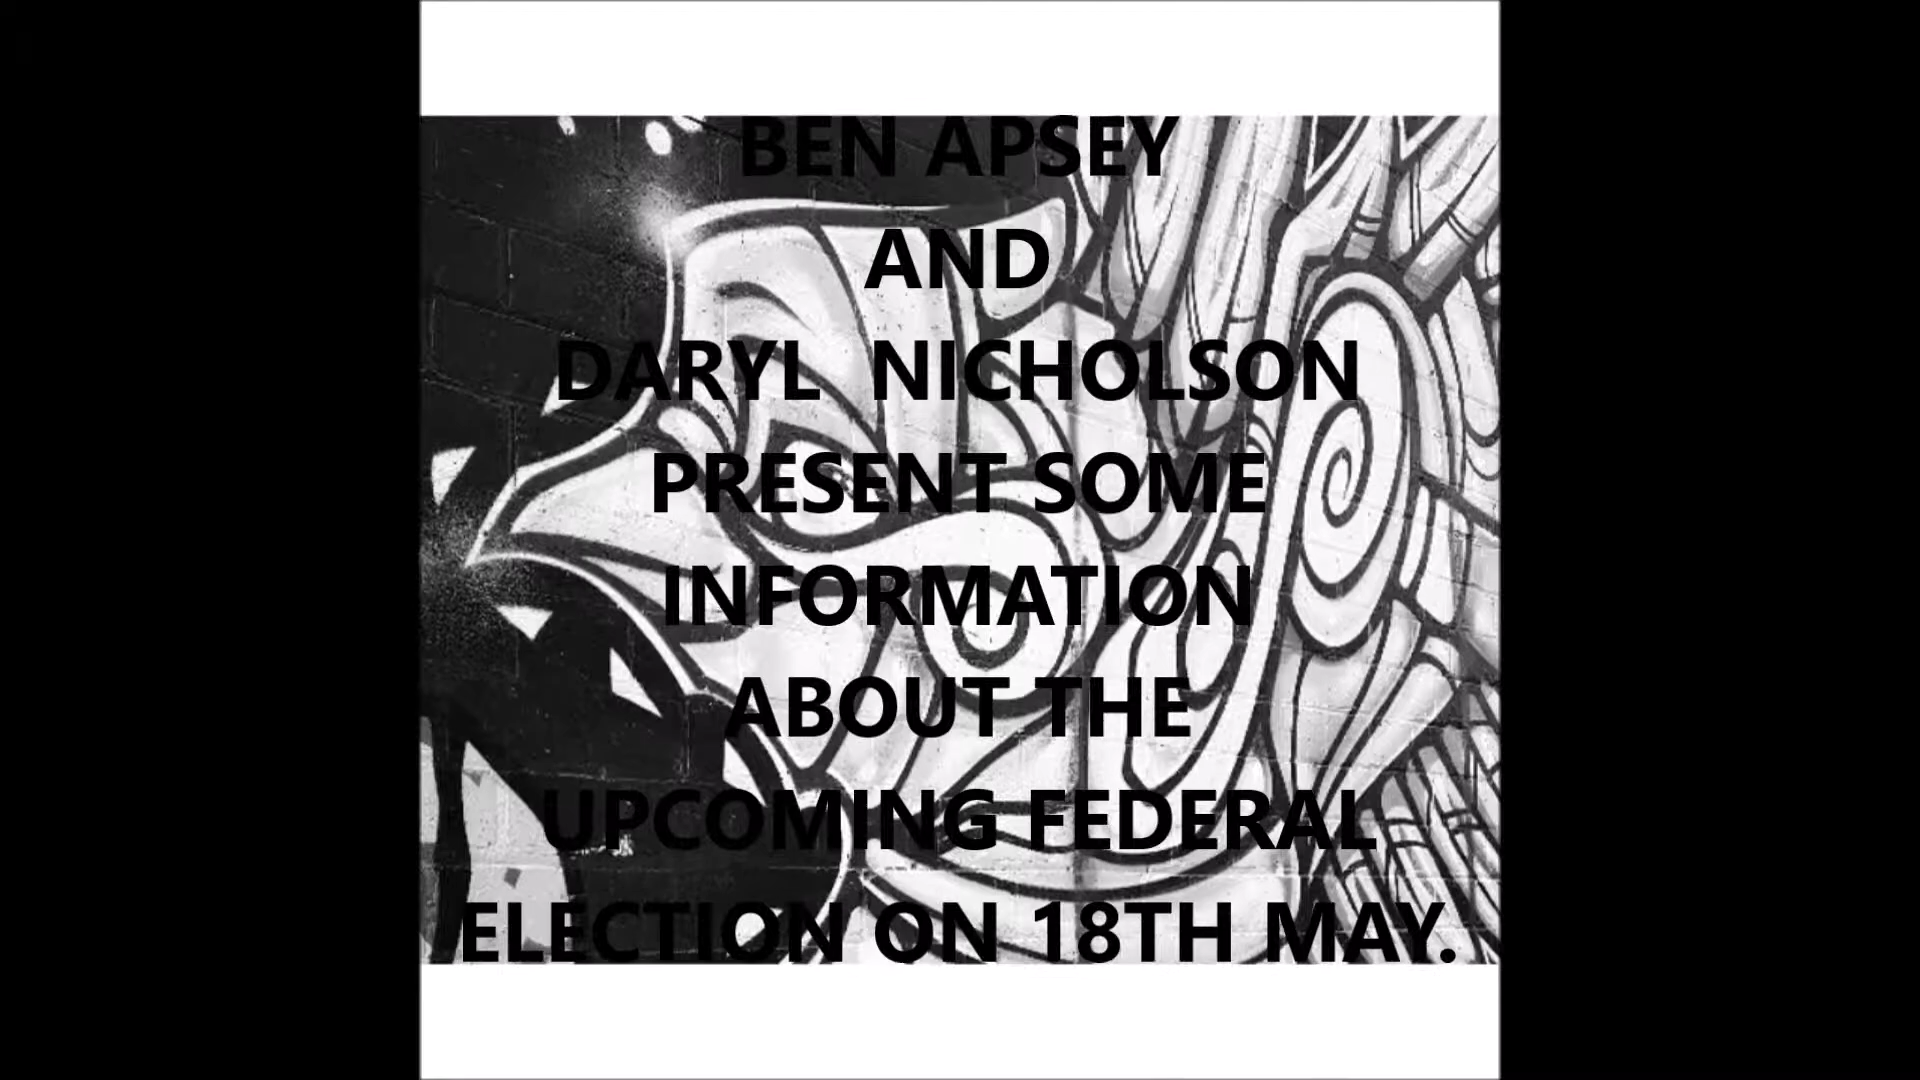 BEN APSEY
AND
DARYL NICHOLSON
PRESENT SOME
INFORMATION
ABOUT THE
UPCOMING FEDERAL
ELECTION ON 18TH MAY.